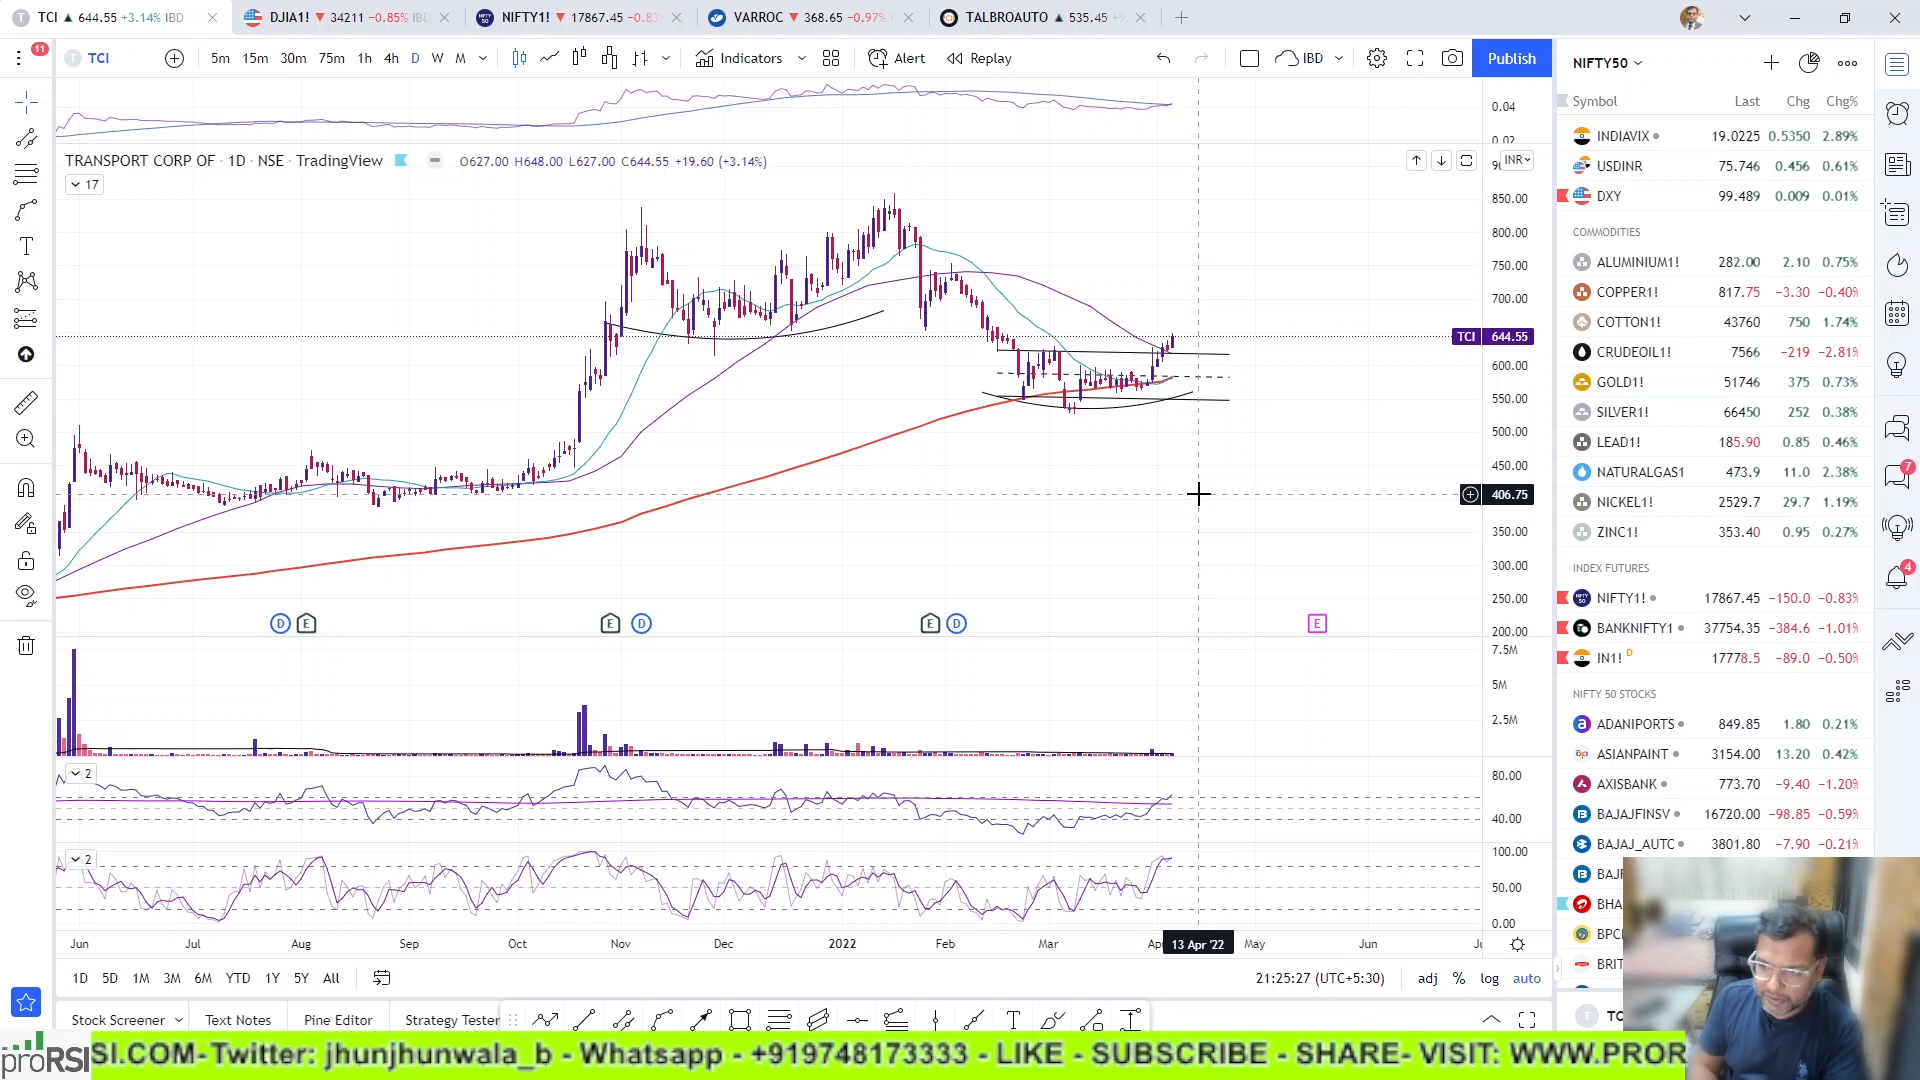 TCI ▲ 644.55 +3.14% IBD
DJIA1! ▼ 34211 −0.85% IBD
NIFTY1! ▼ 17867.45 −0.83%
VARROC ▼ 368.65 −0.97%
TALBROAUTO ▲ 535.45
11
TCI
5m 15m 30m 75m 1h 4h D W M
Indicators
Alert
Replay
IBD
Publish
0.04
0.02
TRANSPORT CORP OF · 1D · NSE · TradingView
O627.00 H648.00 L627.00 C644.55 +19.60 (+3.14%)
17
INR
850.00
800.00
750.00
700.00
TCI 644.55
600.00
550.00
500.00
450.00
406.75
350.00
300.00
250.00
200.00
D E E D E D E
7.5M
5M
2.5M
2
80.00
40.00
2
100.00
50.00
0.00
Jun Jul Aug Sep Oct Nov Dec 2022 Feb Mar 13 Apr '22 May Jun
1D 5D 1M 3M 6M YTD 1Y 5Y All
21:25:27 (UTC+5:30) adj % log auto
Stock Screener Text Notes Pine Editor Strategy Tester
NIFTY50
Symbol Last Chg Chg%
INDIAVIX 19.0225 0.5350 2.89%
USDINR 75.746 0.456 0.61%
DXY 99.489 0.009 0.01%
COMMODITIES
ALUMINIUM1! 282.00 2.10 0.75%
COPPER1! 817.75 −3.30 −0.40%
COTTON1! 43760 750 1.74%
CRUDEOIL1! 7566 −219 −2.81%
GOLD1! 51746 375 0.73%
SILVER1! 66450 252 0.38%
LEAD1! 185.90 0.85 0.46%
NATURALGAS1 473.9 11.0 2.38%
NICKEL1! 2529.7 29.7 1.19%
ZINC1! 353.40 0.95 0.27%
INDEX FUTURES
NIFTY1! 17867.45 −150.0 −0.83%
BANKNIFTY1 37754.35 −384.6 −1.01%
IN1! D 17778.5 −89.0 −0.50%
NIFTY 50 STOCKS
ADANIPORTS 849.85 1.80 0.21%
ASIANPAINT 3154.00 13.20 0.42%
AXISBANK 773.70 −9.40 −1.20%
BAJAJFINSV 16720.00 −98.85 −0.59%
BAJAJ_AUTC 3801.80 −7.90 −0.21%
BAJF
BHA
BPCL
BRIT
TC
7
4
proRSI
SI.COM-Twitter: jhunjhunwala_b - Whatsapp - +919748173333 - LIKE - SUBSCRIBE - SHARE- VISIT: WWW.PROR